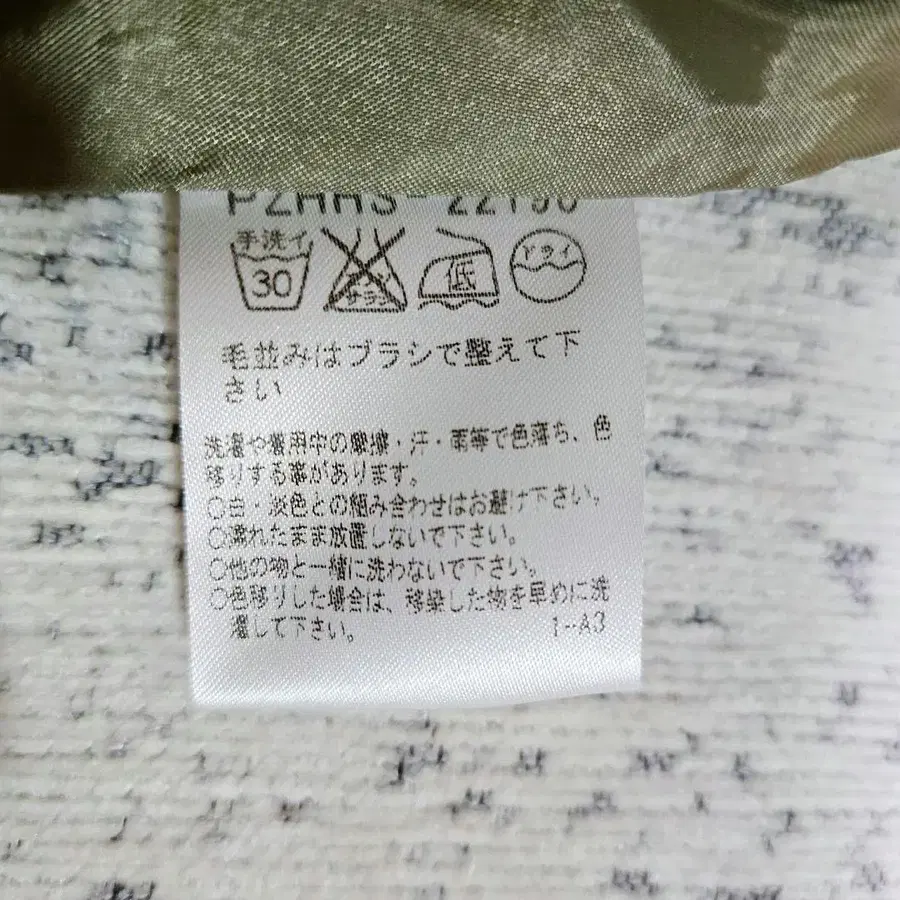 手洗イ
30
エンソ
サラシ
低
ドライ
毛並みはブラシで整えて下
さい
洗濯や着用中の摩擦・汗・雨等で色落ち、色
移りする事があります。
○白・淡色との組み合わせはお避け下さい。
○濡れたまま放置しないで下さい。
○他の物と一緒に洗わないで下さい。
○色移りした場合は、移染した物を早めに洗
濯して下さい。
1-A3